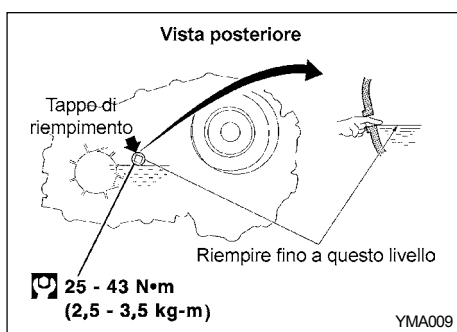 Vista posteriore
Tappo di
riempimento
Riempire fino a questo livello
25 - 43 N•m
(2,5 - 3,5 kg-m)
YMA009